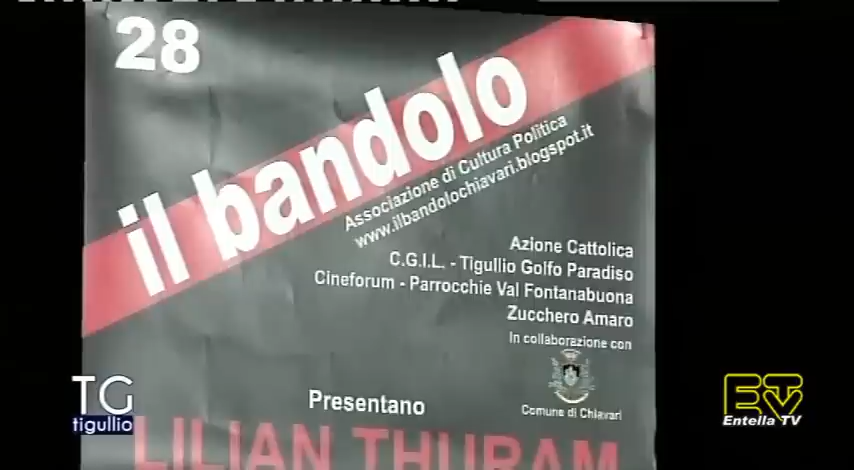 28
il bandolo
Associazione di Cultura Politica
www.ilbandolochiavari.blogspot.it
Azione Cattolica
C.G.I.L. - Tigullio Golfo Paradiso
Cineforum - Parrocchie Val Fontanabuona
Zucchero Amaro
In collaborazione con
Comune di Chiavari
Presentano
LILIAN THURAM
TG
tigullio
ETV
Entella TV